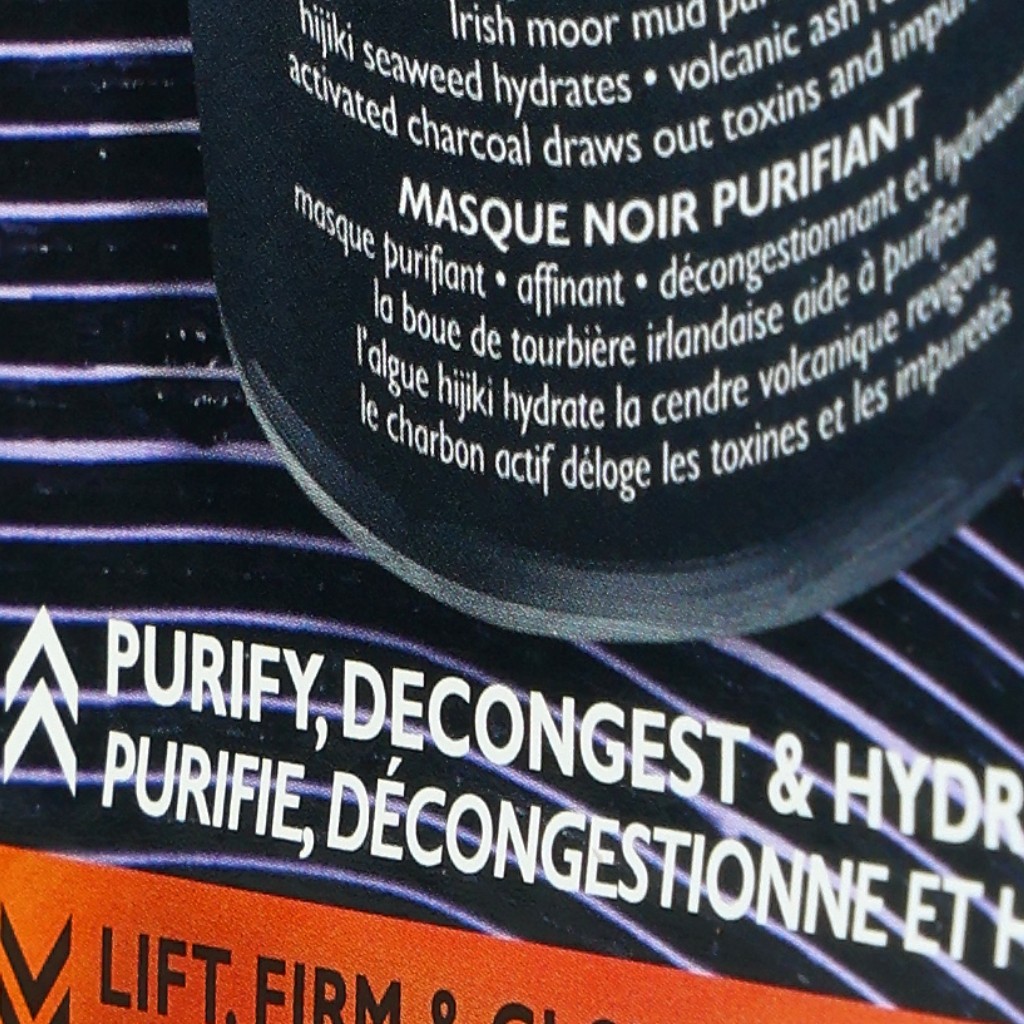 Irish moor mud
hijiki seaweed hydrates • volcanic ash
activated charcoal draws out toxins and
MASQUE NOIR PURIFIANT
masque purifiant • affinant • décongestionnant et
la boue de tourbière irlandaise aide à purifier
l'algue hijiki hydrate la cendre volcanique revigore
le charbon actif déloge les toxines et les impuretés
PURIFY, DECONGEST & HYDR
PURIFIE, DÉCONGESTIONNE ET H
LIFT, FIRM &